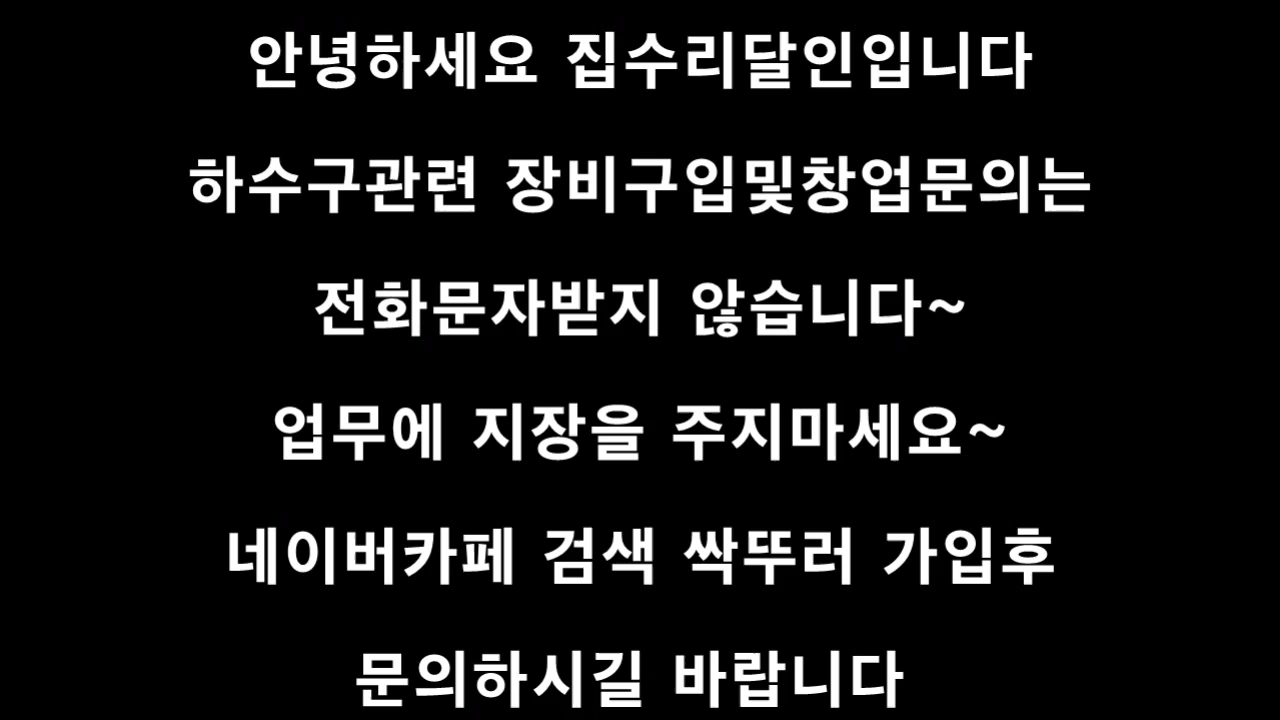 안녕하세요 집수리달인입니다
하수구관련 장비구입및창업문의는
전화문자받지 않습니다~
업무에 지장을 주지마세요~
네이버카페 검색 싹뚜러 가입후
문의하시길 바랍니다